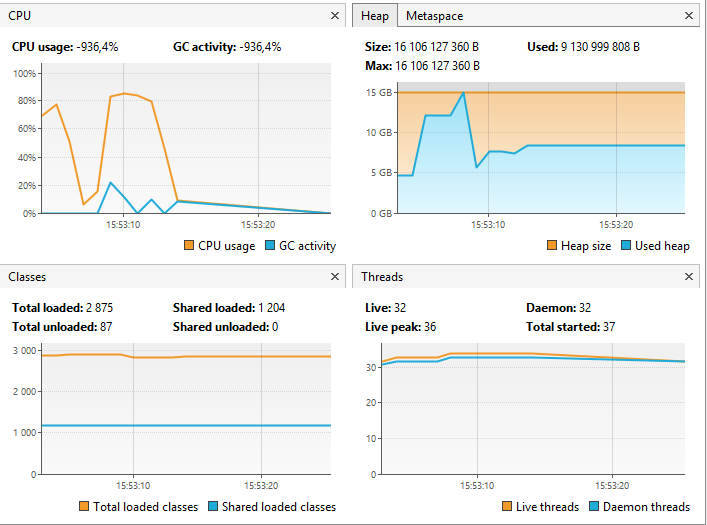 CPU
CPU usage: -936,4% GC activity: -936,4%
100%
80%
60%
40%
20%
0%
15:53:10 15:53:20
CPU usage GC activity
Heap Metaspace
Size: 16 106 127 360 B Used: 9 130 999 808 B
Max: 16 106 127 360 B
15 GB
10 GB
5 GB
0 GB
15:53:10 15:53:20
Heap size Used heap
Classes
Total loaded: 2 875 Shared loaded: 1 204
Total unloaded: 87 Shared unloaded: 0
3 000
2 000
1 000
0
15:53:10 15:53:20
Total loaded classes Shared loaded classes
Threads
Live: 32 Daemon: 32
Live peak: 36 Total started: 37
30
20
10
0
15:53:10 15:53:20
Live threads Daemon threads